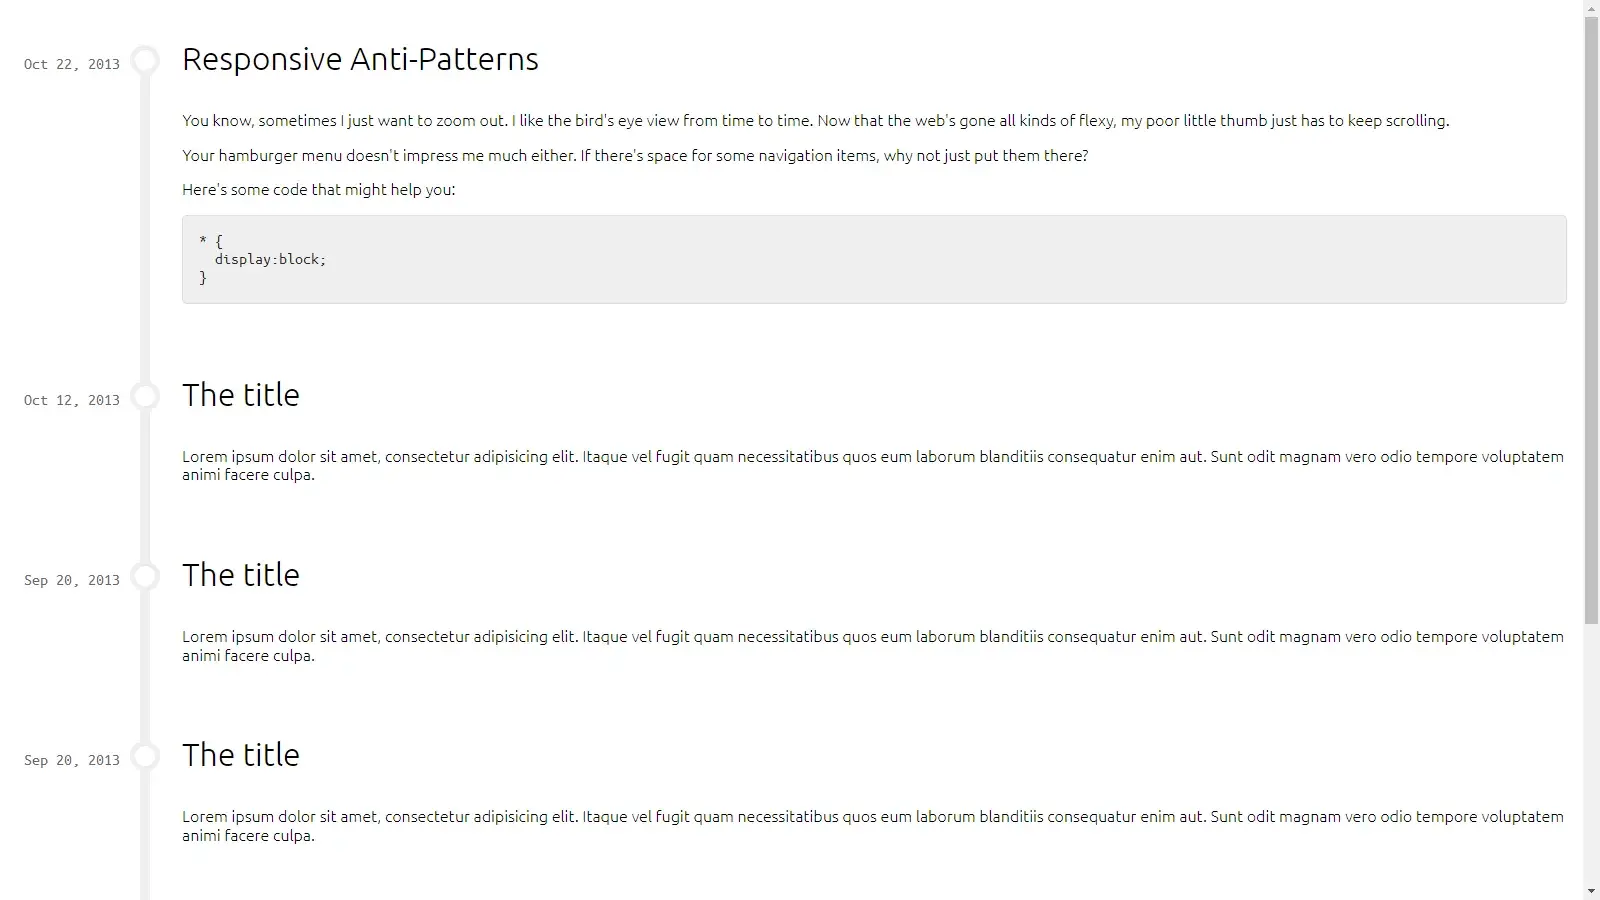 Oct 22, 2013
Responsive Anti-Patterns
You know, sometimes I just want to zoom out. I like the bird's eye view from time to time. Now that the web's gone all kinds of flexy, my poor little thumb just has to keep scrolling.
Your hamburger menu doesn't impress me much either. If there's space for some navigation items, why not just put them there?
Here's some code that might help you:
* {
  display:block;
}
Oct 12, 2013
The title
Lorem ipsum dolor sit amet, consectetur adipisicing elit. Itaque vel fugit quam necessitatibus quos eum laborum blanditiis consequatur enim aut. Sunt odit magnam vero odio tempore voluptatem
animi facere culpa.
Sep 20, 2013
The title
Lorem ipsum dolor sit amet, consectetur adipisicing elit. Itaque vel fugit quam necessitatibus quos eum laborum blanditiis consequatur enim aut. Sunt odit magnam vero odio tempore voluptatem
animi facere culpa.
Sep 20, 2013
The title
Lorem ipsum dolor sit amet, consectetur adipisicing elit. Itaque vel fugit quam necessitatibus quos eum laborum blanditiis consequatur enim aut. Sunt odit magnam vero odio tempore voluptatem
animi facere culpa.